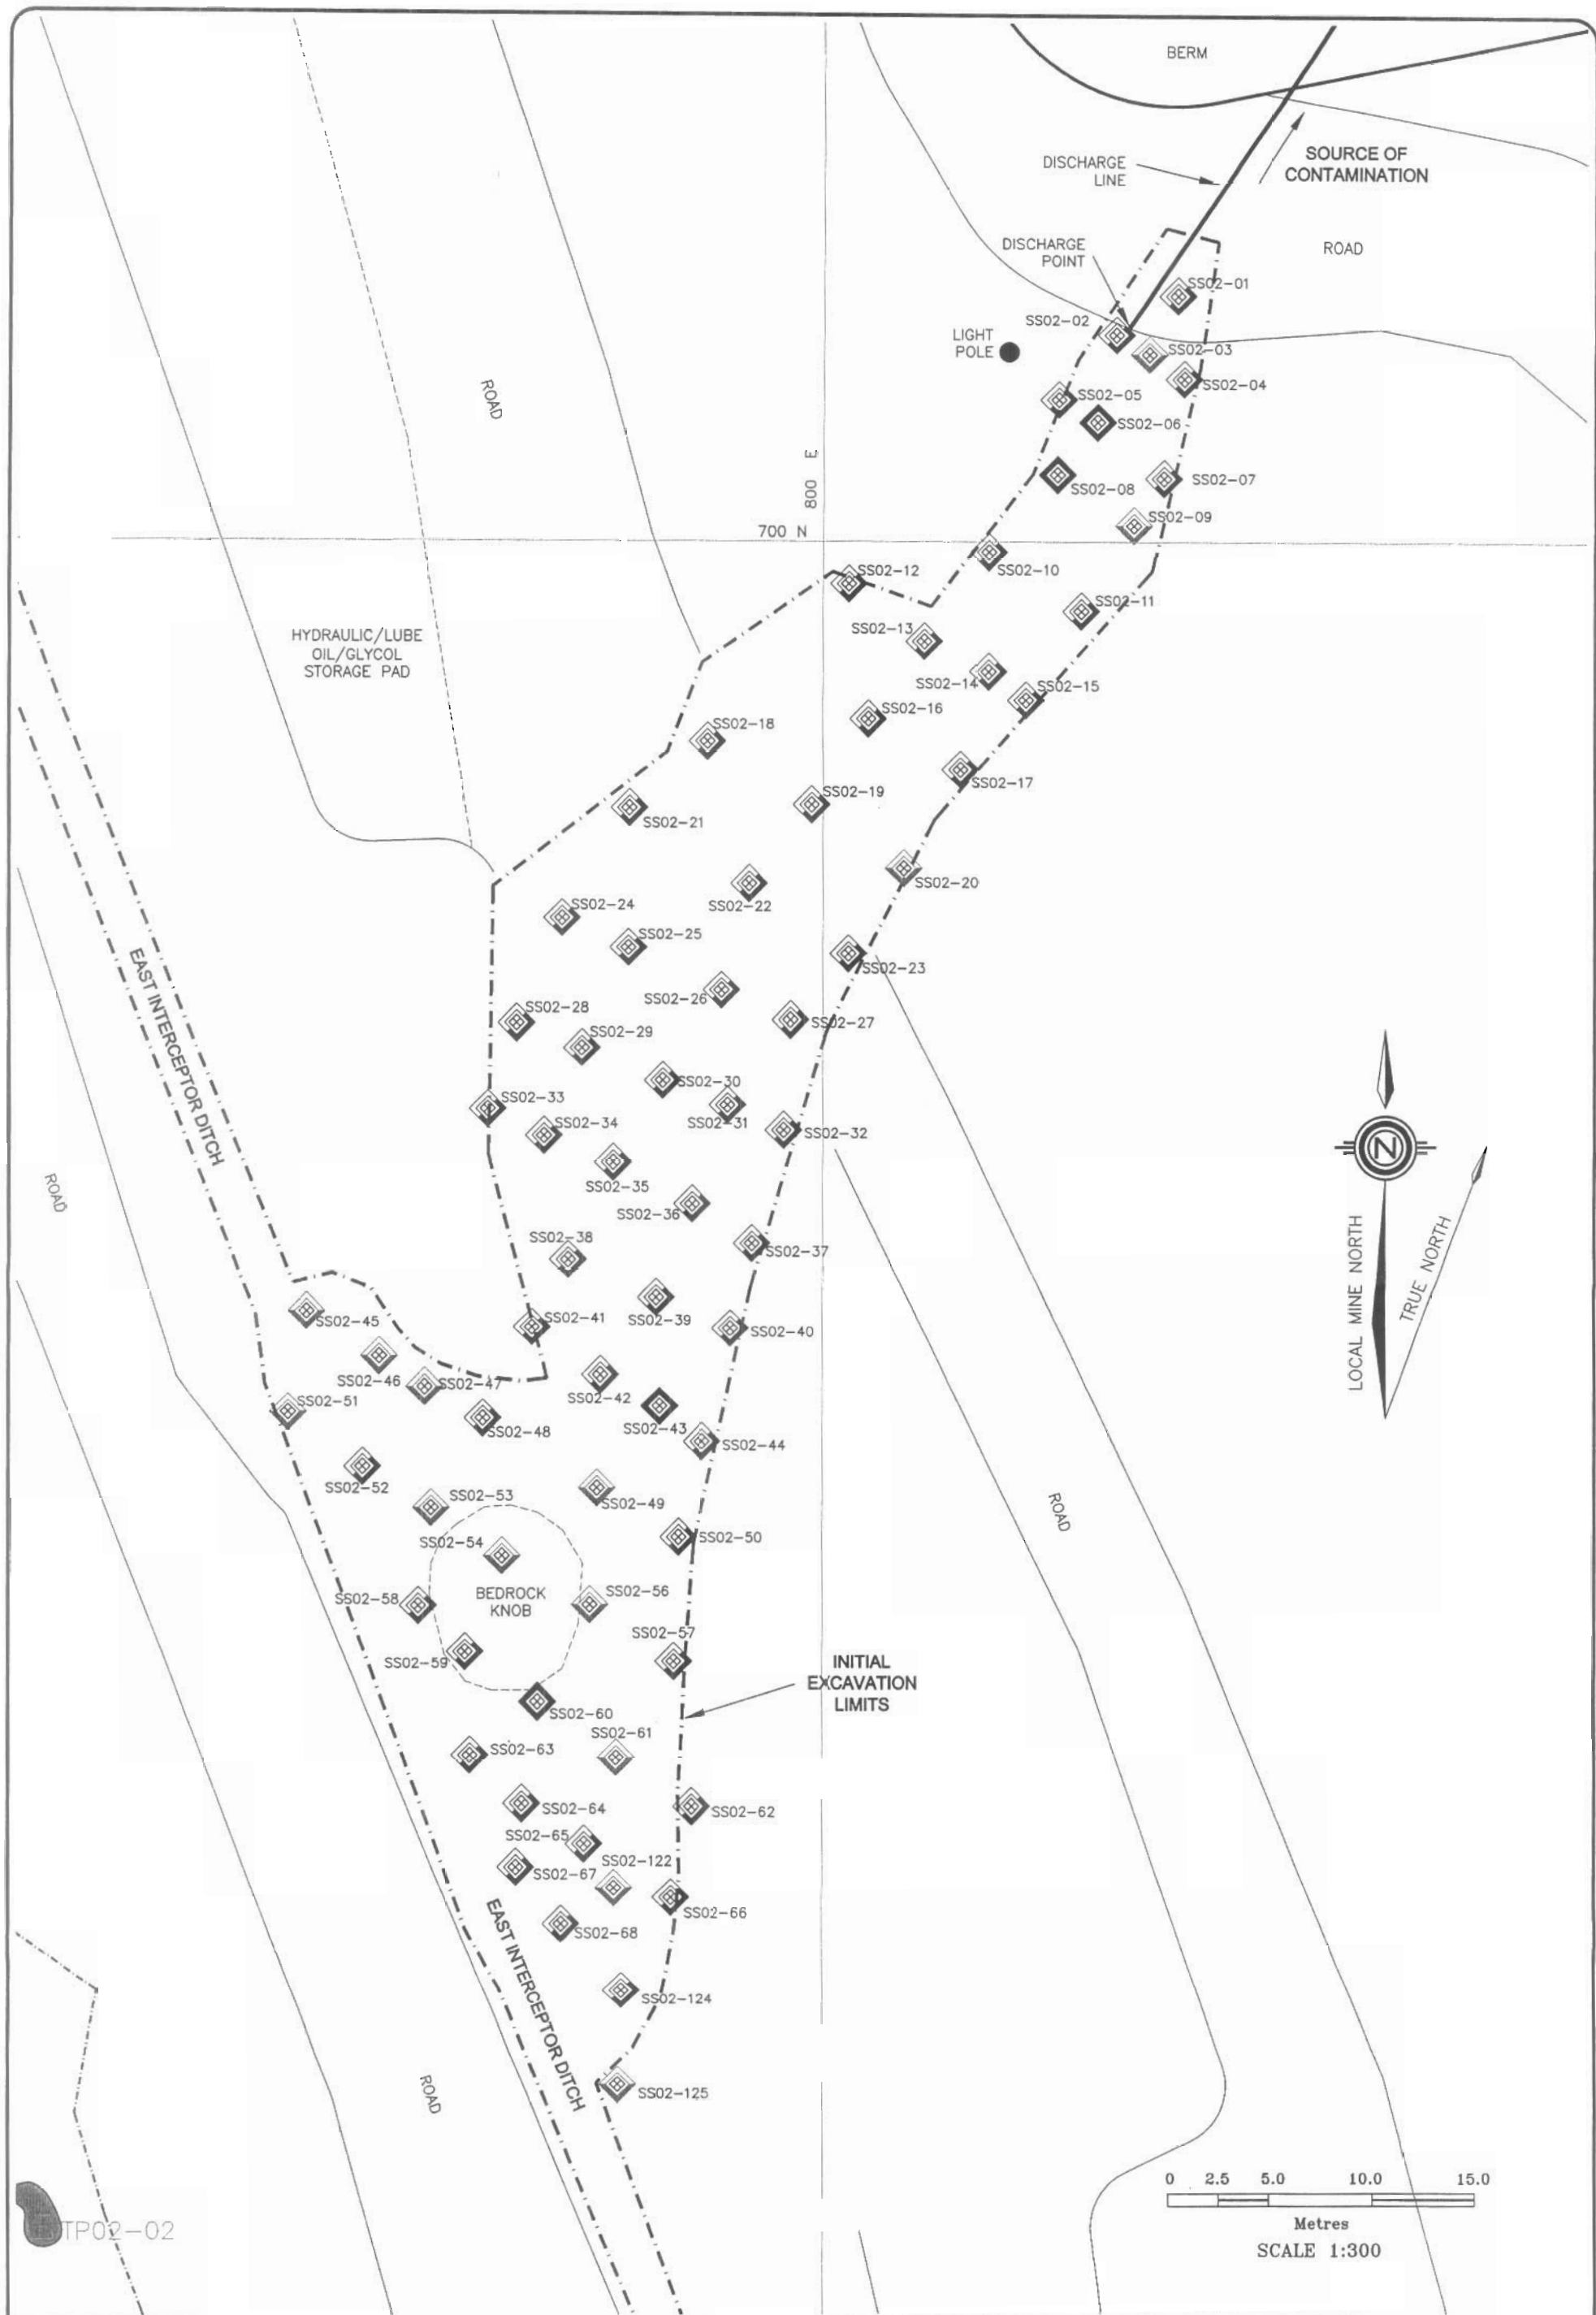 BERM
SOURCE OF
CONTAMINATION
DISCHARGE
LINE
DISCHARGE
POINT
ROAD
SS02-01
SS02-02
LIGHT
POLE
SS02-03
SS02-04
SS02-05
SS02-06
ROAD
800 E
SS02-07
SS02-08
SS02-09
700 N
SS02-10
SS02-12
SS02-11
SS02-13
HYDRAULIC/LUBE
OIL/GLYCOL
STORAGE PAD
SS02-14
SS02-15
SS02-16
SS02-18
SS02-17
SS02-19
SS02-21
SS02-20
SS02-22
SS02-24
SS02-25
SS02-23
SS02-26
EAST INTERCEPTOR DITCH
SS02-28
SS02-27
SS02-29
SS02-30
SS02-33
SS02-34
SS02-31
SS02-32
SS02-35
ROAD
SS02-36
N
LOCAL MINE NORTH
TRUE NORTH
SS02-38
SS02-37
SS02-45
SS02-41
SS02-39
SS02-40
SS02-46
SS02-47
SS02-51
SS02-42
SS02-48
SS02-43
SS02-44
SS02-52
SS02-53
SS02-49
ROAD
SS02-54
SS02-50
BEDROCK
KNOB
SS02-58
SS02-56
SS02-57
SS02-59
INITIAL
EXCAVATION
LIMITS
SS02-60
SS02-61
SS02-63
SS02-64
SS02-62
SS02-65
SS02-122
SS02-67
SS02-66
SS02-68
EAST INTERCEPTOR DITCH
SS02-124
SS02-125
ROAD
0 2.5 5.0 10.0 15.0
Metres
SCALE 1:300
TP02-02